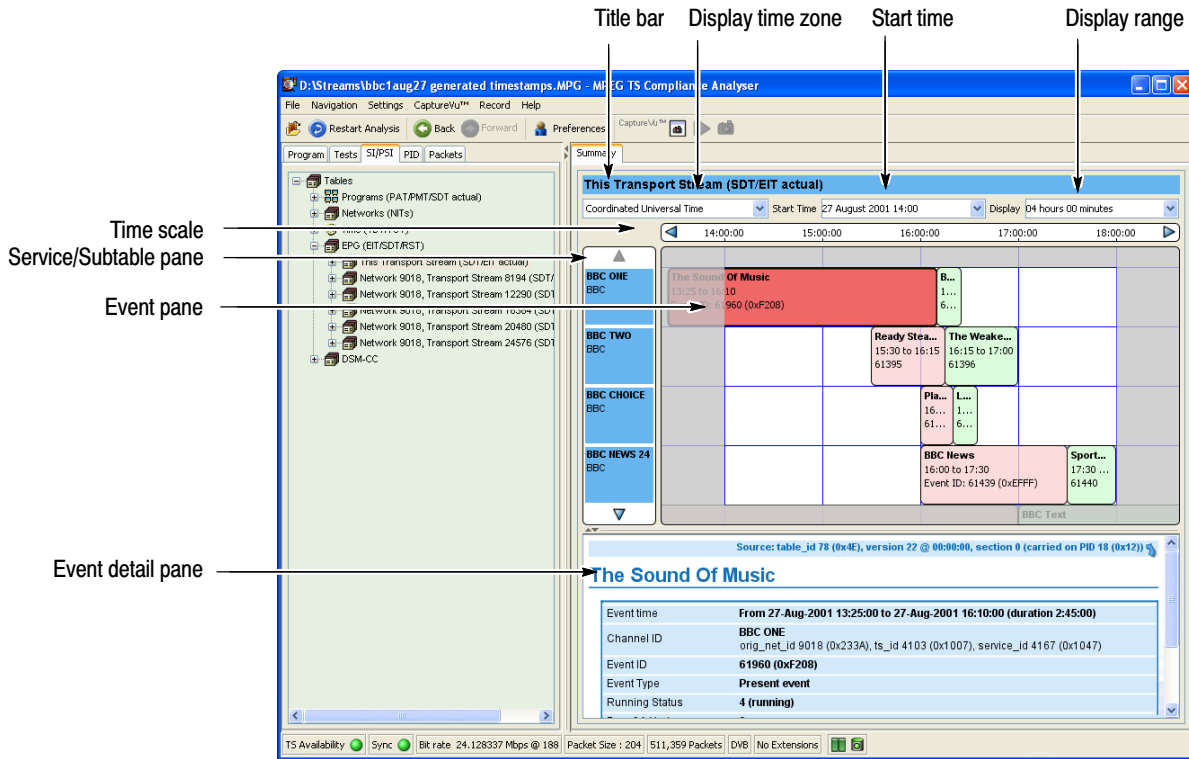 Title bar
Display time zone
Start time
Display range
D:\Streams\bbc1aug27 generated timestamps.MPG - MPEG TS Compliance Analyser
File Navigation Settings CaptureVu™ Record Help
Restart Analysis Back Forward Preferences CaptureVu™
Program Tests SI/PSI PID Packets
Summary
Tables
Programs (PAT/PMT/SDT actual)
Networks (NITs)
EPG (EIT/SDT/RST)
This Transport Stream (SDT/EIT actual)
Network 9018, Transport Stream 8194 (SDT/
Network 9018, Transport Stream 12290 (SDT
Network 9018, Transport Stream 16384 (SDT
Network 9018, Transport Stream 20480 (SDT
Network 9018, Transport Stream 24576 (SDT
DSM-CC
Time scale
Service/Subtable pane
Event pane
Event detail pane
This Transport Stream (SDT/EIT actual)
Coordinated Universal Time Start Time 27 August 2001 14:00 Display 04 hours 00 minutes
14:00:00 15:00:00 16:00:00 17:00:00 18:00:00
BBC ONE
BBC
The Sound Of Music
13:25 to 16:10
61960 (0xF208)
B...
1...
6...
BBC TWO
BBC
Ready Stea...
15:30 to 16:15
61395
The Weake...
16:15 to 17:00
61396
BBC CHOICE
BBC
Pla...
16...
61...
L...
1...
6...
BBC NEWS 24
BBC
BBC News
16:00 to 17:30
Event ID: 61439 (0xEFFF)
Sport...
17:30 ...
61440
BBC Text
Source: table_id 78 (0x4E), version 22 @ 00:00:00, section 0 (carried on PID 18 (0x12))
The Sound Of Music
Event time From 27-Aug-2001 13:25:00 to 27-Aug-2001 16:10:00 (duration 2:45:00)
Channel ID BBC ONE
orig_net_id 9018 (0x233A), ts_id 4103 (0x1007), service_id 4167 (0x1047)
Event ID 61960 (0xF208)
Event Type Present event
Running Status 4 (running)
TS Availability Sync Bit rate 24.128337 Mbps @ 188 Packet Size : 204 511,359 Packets DVB No Extensions